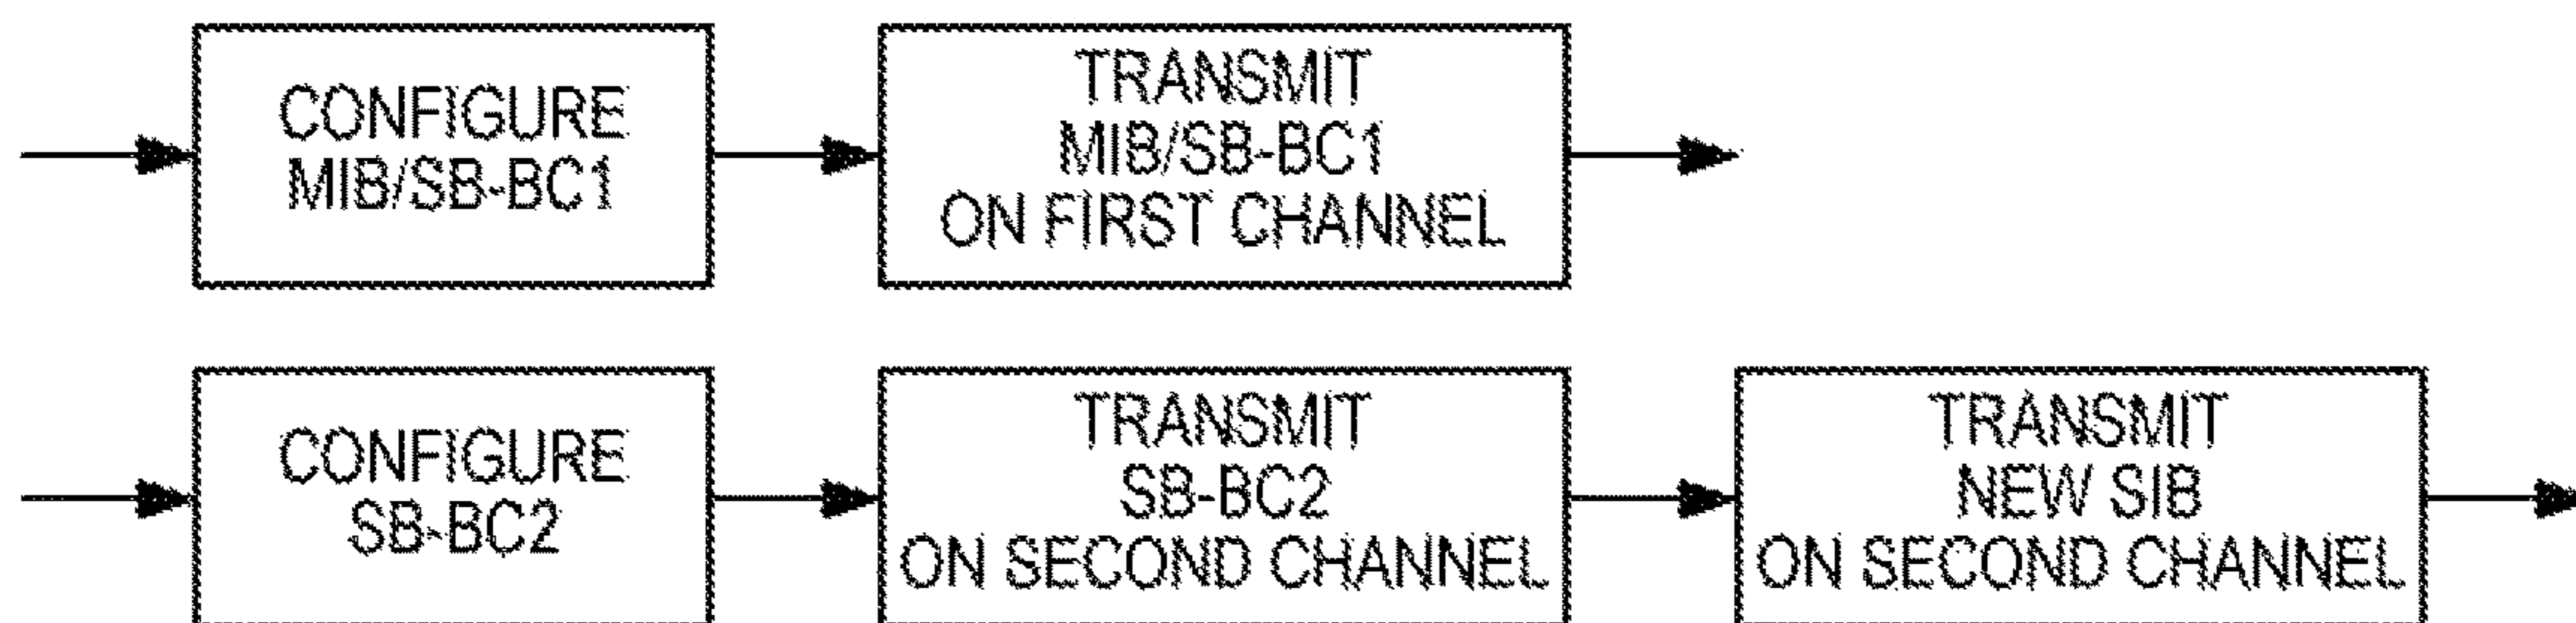 CONFIGURE
MIB/SB-BC1
TRANSMIT
MIB/SB-BC1
ON FIRST CHANNEL
CONFIGURE
SB-BC2
TRANSMIT
SB-BC2
ON SECOND CHANNEL
TRANSMIT
NEW SIB
ON SECOND CHANNEL